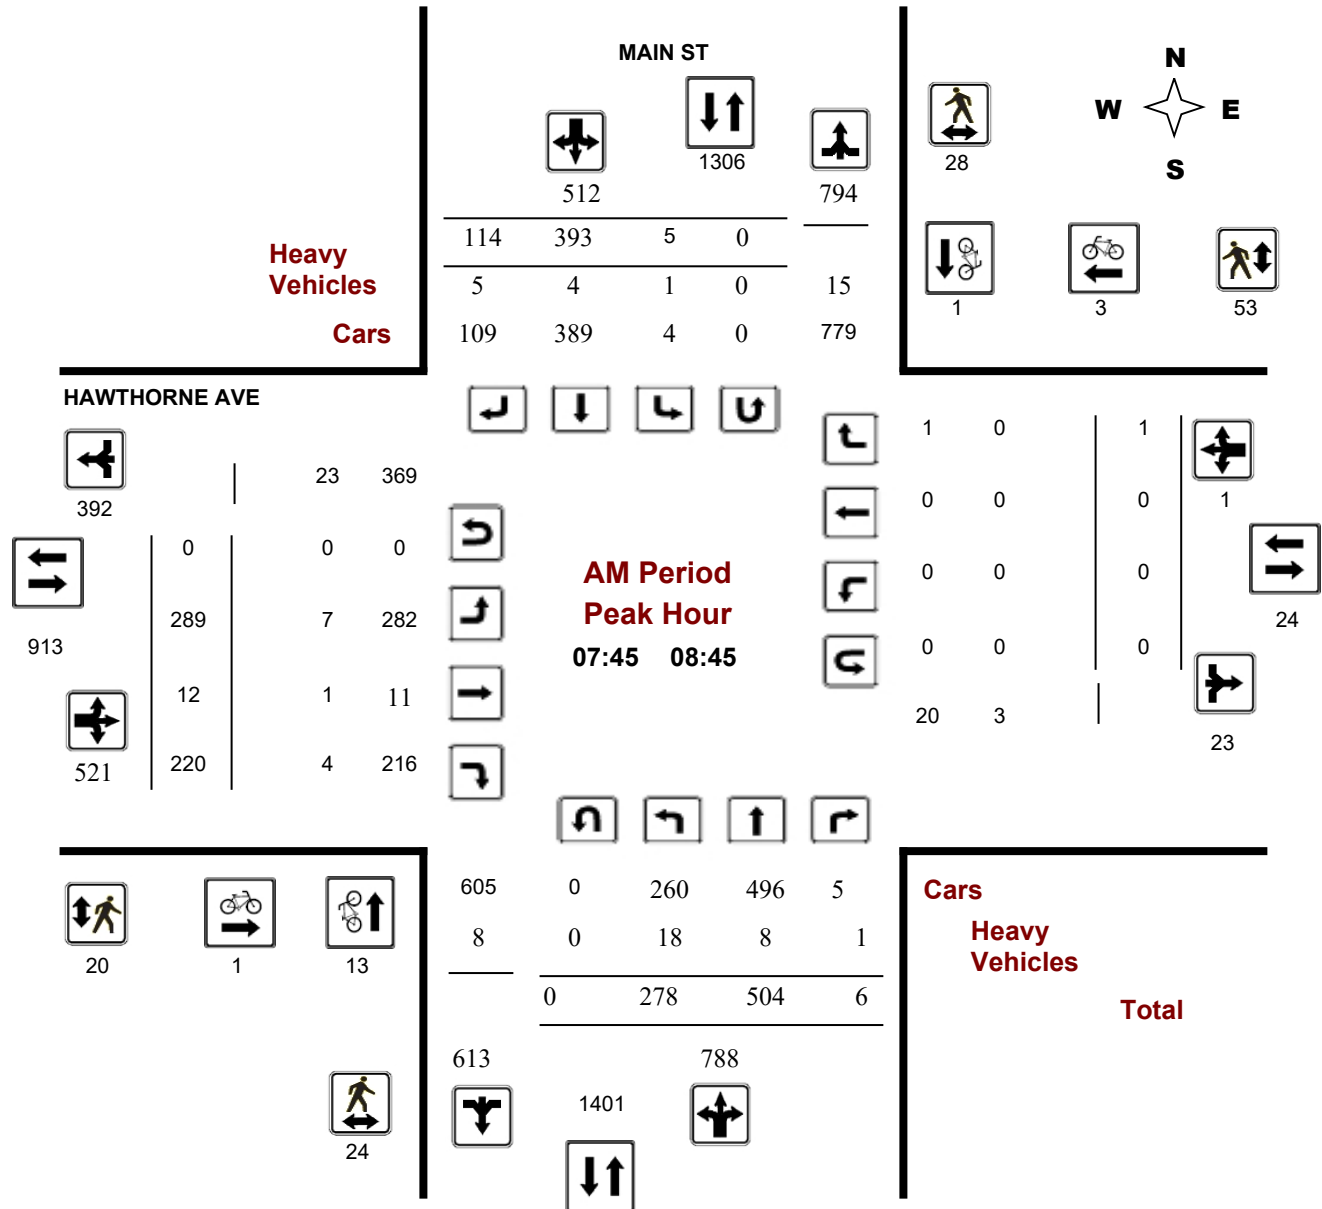 MAIN ST
N
W E
S
1306
28
512 794
114 393 5 0
Heavy
Vehicles 5 4 1 0 15
Cars 109 389 4 0 779
1 3 53
HAWTHORNE AVE
1 0 1
23 369
392
0 0 0 1
0 0 0
AM Period
Peak Hour
07:45 08:45
0 0 0
289 7 282
24
913
0 0 0
12 1 11
20 3
23
521 220 4 216
605 0 260 496 5 Cars
8 0 18 8 1 Heavy
Vehicles
20 1 13
0 278 504 6 Total
613 788
1401
24